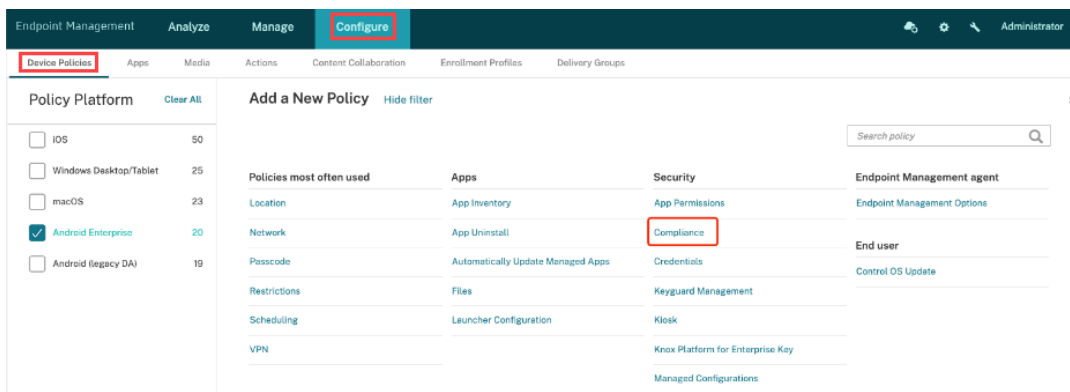 Endpoint Management Analyze Manage Configure Administrator
Device Policies Apps Media Actions Content Collaboration Enrollment Profiles Delivery Groups
Policy Platform Clear All
iOS 50
Windows Desktop/Tablet 25
macOS 23
Android Enterprise 20
Android (legacy DA) 19
Add a New Policy Hide filter
Search policy
Policies most often used
Location
Network
Passcode
Restrictions
Scheduling
VPN
Apps
App Inventory
App Uninstall
Automatically Update Managed Apps
Files
Launcher Configuration
Security
App Permissions
Compliance
Credentials
Keyguard Management
Kiosk
Knox Platform for Enterprise Key
Managed Configurations
Endpoint Management agent
Endpoint Management Options
End user
Control OS Update